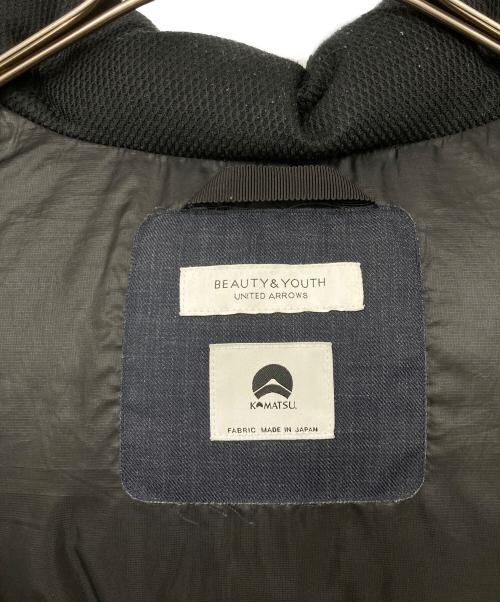 BEAUTY&YOUTH
UNITED ARROWS
KOMATSU.
FABRIC MADE IN JAPAN